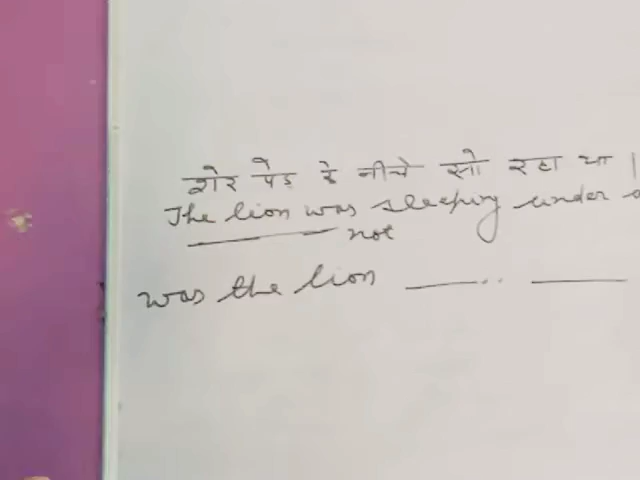 शेर पेड़ के नीचे सो रहा था |
The lion was sleeping under a
not
was the lion